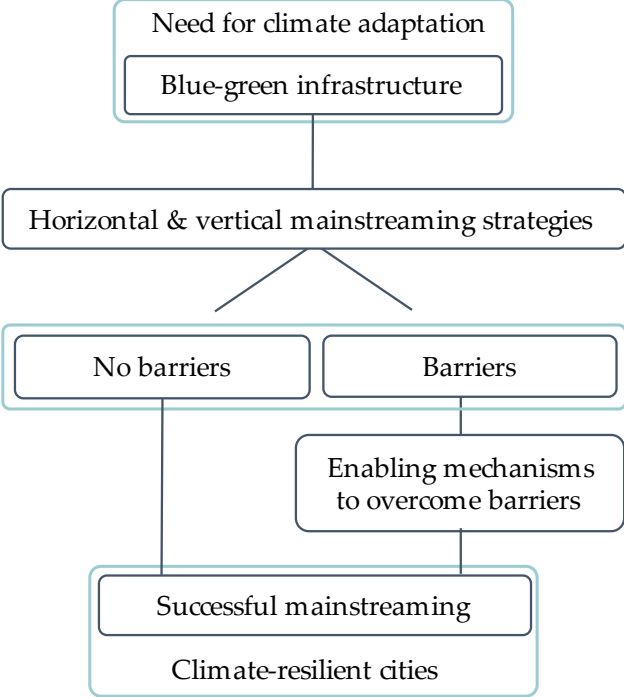 Need for climate adaptation
Blue-green infrastructure
Horizontal & vertical mainstreaming strategies
No barriers
Barriers
Enabling mechanisms
to overcome barriers
Successful mainstreaming
Climate-resilient cities